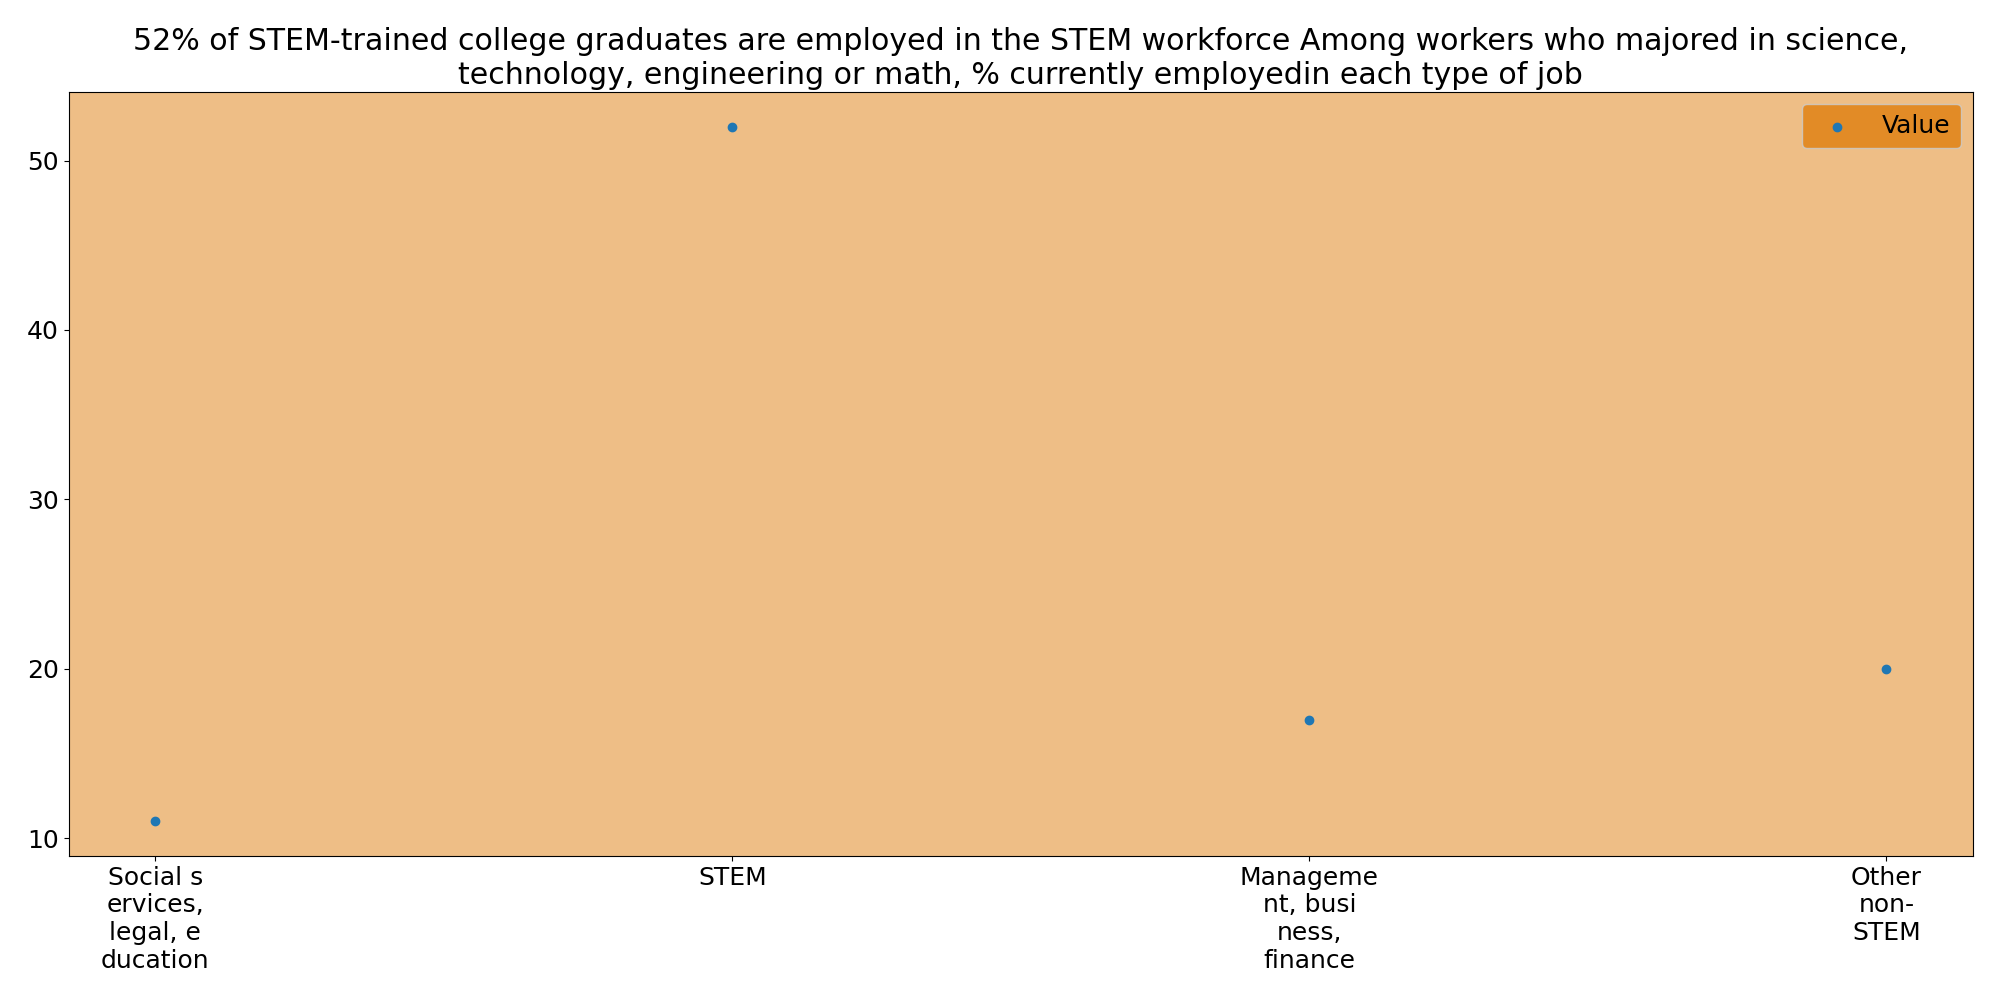 52% of STEM-trained college graduates are employed in the STEM workforce Among workers who majored in science,
technology, engineering or math, % currently employedin each type of job
Value
50
40
30
20
10
Social s
ervices,
legal, e
ducation
STEM
Manageme
nt, busi
ness,
finance
Other
non-
STEM